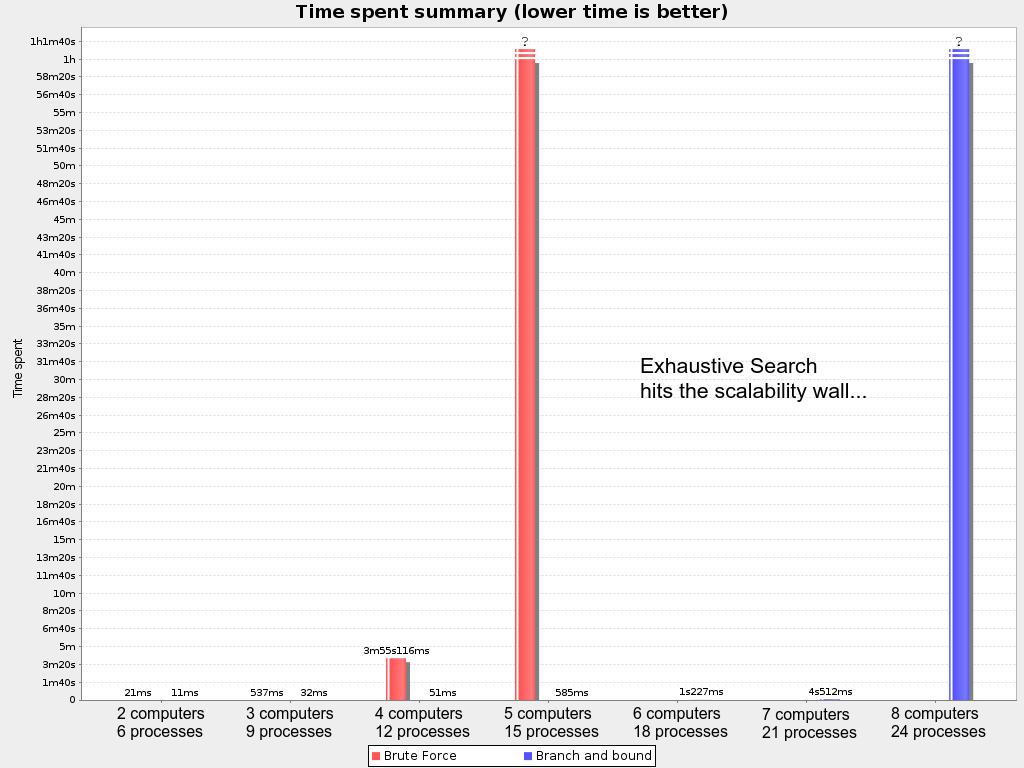 Time spent summary (lower time is better)
1h1m40s
1h
58m20s
56m40s
55m
53m20s
51m40s
50m
48m20s
46m40s
45m
43m20s
41m40s
40m
38m20s
36m40s
35m
33m20s
31m40s
30m
28m20s
26m40s
25m
23m20s
21m40s
20m
18m20s
16m40s
15m
13m20s
11m40s
10m
8m20s
6m40s
5m
3m20s
1m40s
0
Time spent
?
?
Exhaustive Search
hits the scalability wall...
3m55s116ms
21ms 11ms 537ms 32ms 51ms 585ms 1s227ms 4s512ms
2 computers 3 computers 4 computers 5 computers 6 computers 7 computers 8 computers
6 processes 9 processes 12 processes 15 processes 18 processes 21 processes 24 processes
Brute Force Branch and bound